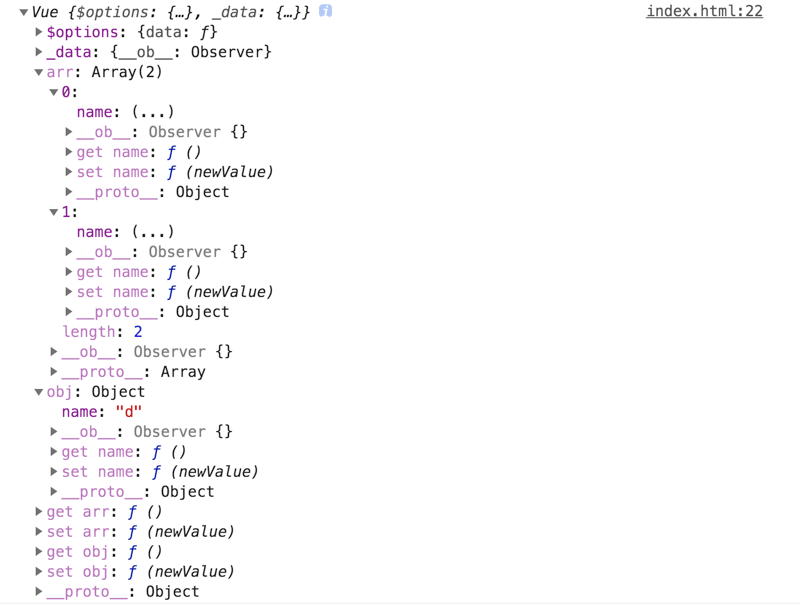 ▼Vue {$options: {…}, _data: {…}} i index.html:22
▶$options: {data: ƒ}
▶_data: {__ob__: Observer}
▼arr: Array(2)
▼0:
name: (...)
▶__ob__: Observer {}
▶get name: ƒ ()
▶set name: ƒ (newValue)
▶__proto__: Object
▼1:
name: (...)
▶__ob__: Observer {}
▶get name: ƒ ()
▶set name: ƒ (newValue)
▶__proto__: Object
length: 2
▶__ob__: Observer {}
▶__proto__: Array
▼obj: Object
name: "d"
▶__ob__: Observer {}
▶get name: ƒ ()
▶set name: ƒ (newValue)
▶__proto__: Object
▶get arr: ƒ ()
▶set arr: ƒ (newValue)
▶get obj: ƒ ()
▶set obj: ƒ (newValue)
▶__proto__: Object